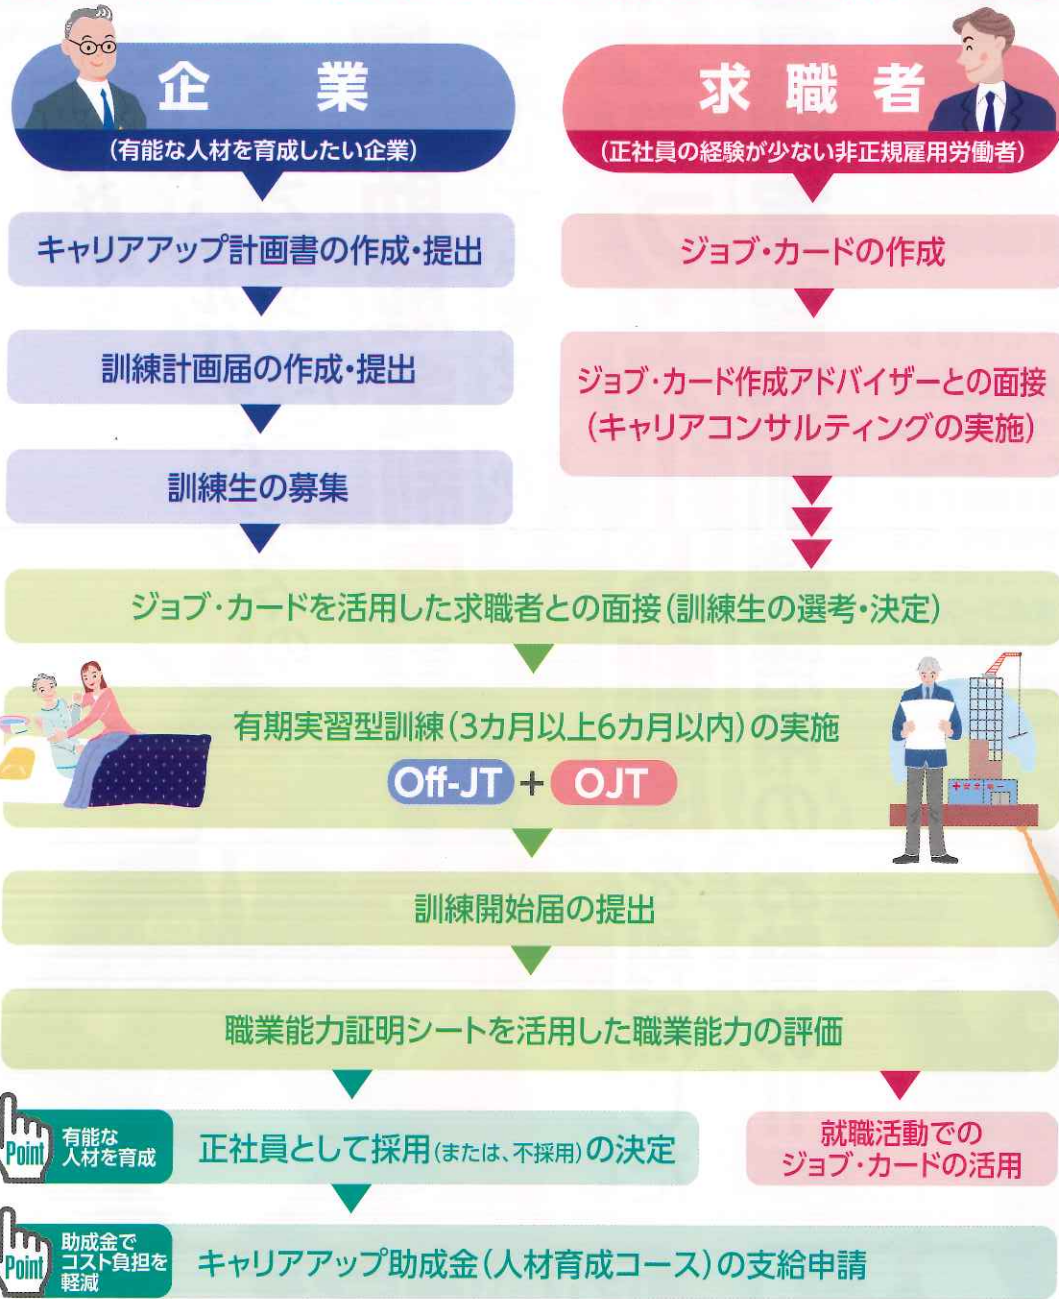 企業
(有能な人材を育成したい企業)
キャリアアップ計画書の作成・提出
訓練計画届の作成・提出
訓練生の募集
求職者
(正社員の経験が少ない非正規雇用労働者)
ジョブ・カードの作成
ジョブ・カード作成アドバイザーとの面接
(キャリアコンサルティングの実施)
ジョブ・カードを活用した求職者との面接(訓練生の選考・決定)
有期実習型訓練(3カ月以上6カ月以内)の実施
Off-JT + OJT
安全第一
訓練開始届の提出
職業能力証明シートを活用した職業能力の評価
Point
有能な
人材を育成
正社員として採用(または、不採用)の決定
就職活動での
ジョブ・カードの活用
Point
助成金で
コスト負担を
軽減
キャリアアップ助成金(人材育成コース)の支給申請